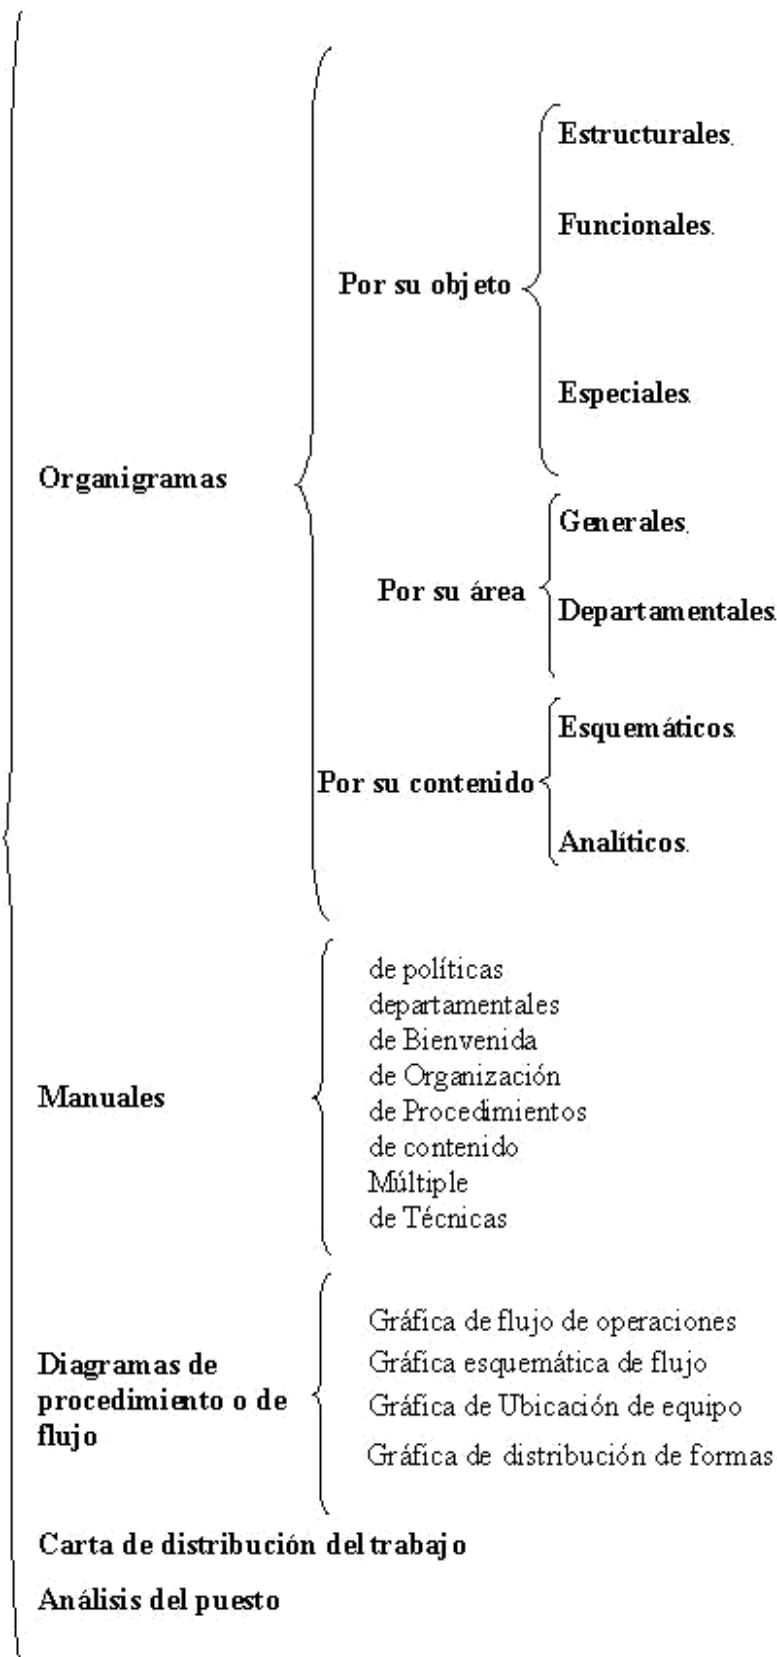 Organigramas
Por su objeto
Estructurales.
Funcionales.
Especiales.
Por su área
Generales.
Departamentales.
Por su contenido
Esquemáticos.
Analíticos.
Manuales
de políticas
departamentales
de Bienvenida
de Organización
de Procedimientos
de contenido
Múltiple
de Técnicas
Diagramas de
procedimiento o de
flujo
Gráfica de flujo de operaciones
Gráfica esquemática de flujo
Gráfica de Ubicación de equipo
Gráfica de distribución de formas
Carta de distribución del trabajo
Análisis del puesto